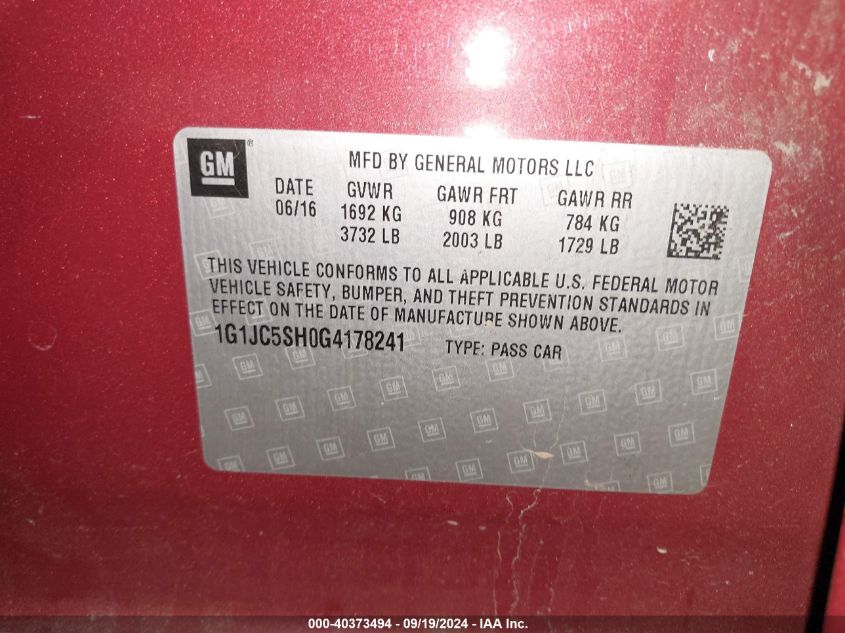 GM ®
MFD BY GENERAL MOTORS LLC
DATE GVWR GAWR FRT GAWR RR
06/16 1692 KG 908 KG 784 KG
3732 LB 2003 LB 1729 LB
THIS VEHICLE CONFORMS TO ALL APPLICABLE U.S. FEDERAL MOTOR
VEHICLE SAFETY, BUMPER, AND THEFT PREVENTION STANDARDS IN
EFFECT ON THE DATE OF MANUFACTURE SHOWN ABOVE.
1G1JC5SH0G4178241 TYPE: PASS CAR
000-40373494 - 09/19/2024 - IAA Inc.